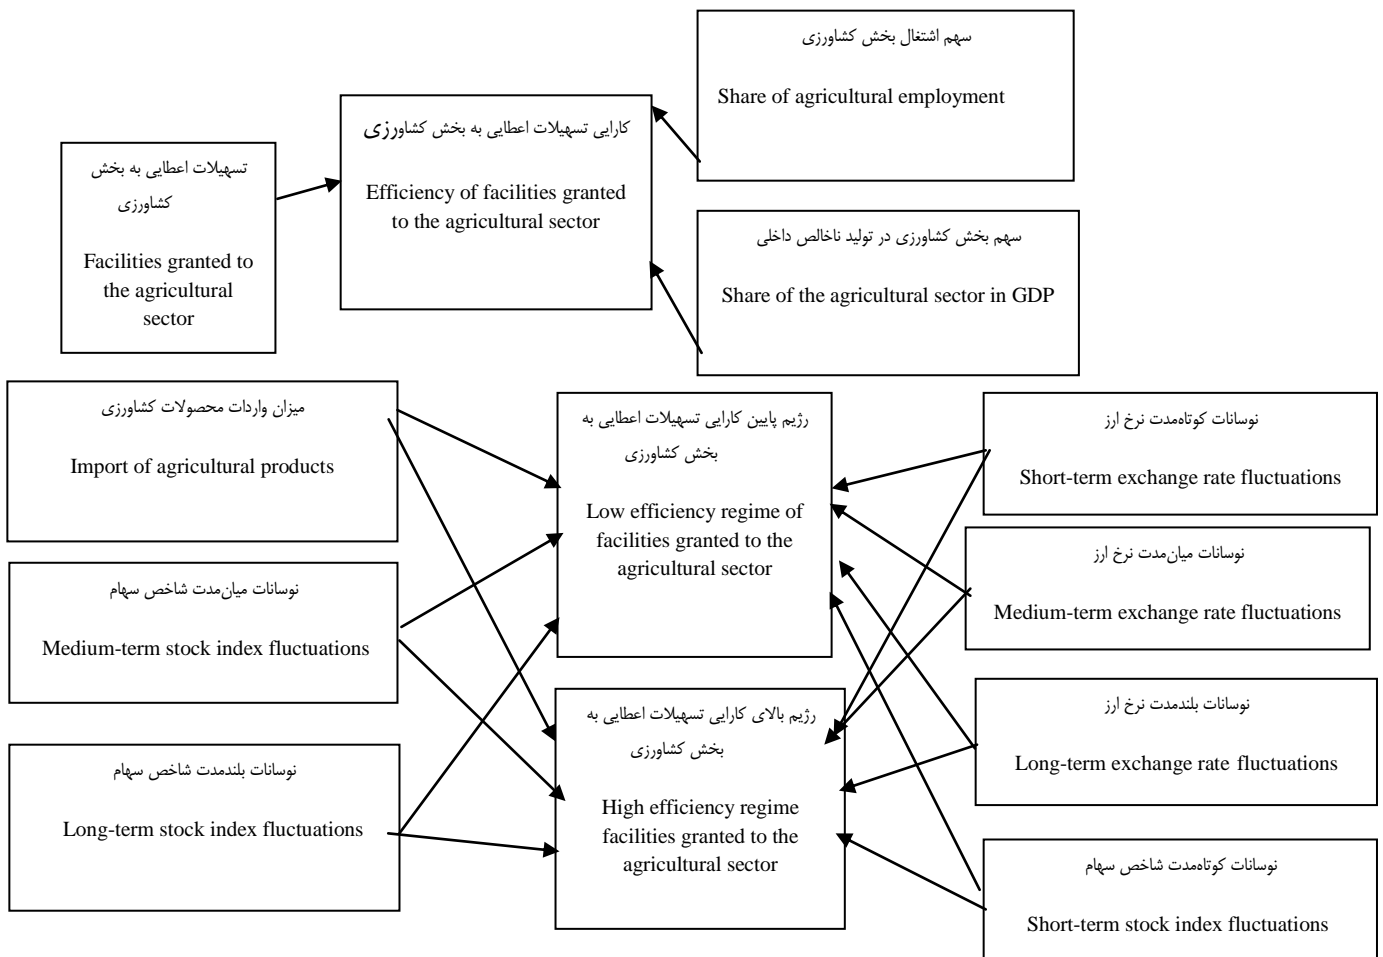 سهم اشتغال بخش کشاورزی
Share of agricultural employment
کارایی تسهیلات اعطایی به بخش کشاورزی
Efficiency of facilities granted
to the agricultural sector
تسهیلات اعطایی به بخش
کشاورزی
Facilities granted to
the agricultural
sector
سهم بخش کشاورزی در تولید ناخالص داخلی
Share of the agricultural sector in GDP
میزان واردات محصولات کشاورزی
Import of agricultural products
نوسانات میان‌مدت شاخص سهام
Medium-term stock index fluctuations
نوسانات بلندمدت شاخص سهام
Long-term stock index fluctuations
رژیم پایین کارایی تسهیلات اعطایی به
بخش کشاورزی
Low efficiency regime of
facilities granted to the
agricultural sector
رژیم بالای کارایی تسهیلات اعطایی به
بخش کشاورزی
High efficiency regime
facilities granted to the
agricultural sector
نوسانات کوتاه‌مدت نرخ ارز
Short-term exchange rate fluctuations
نوسانات میان‌مدت نرخ ارز
Medium-term exchange rate fluctuations
نوسانات بلندمدت نرخ ارز
Long-term exchange rate fluctuations
نوسانات کوتاه‌مدت شاخص سهام
Short-term stock index fluctuations